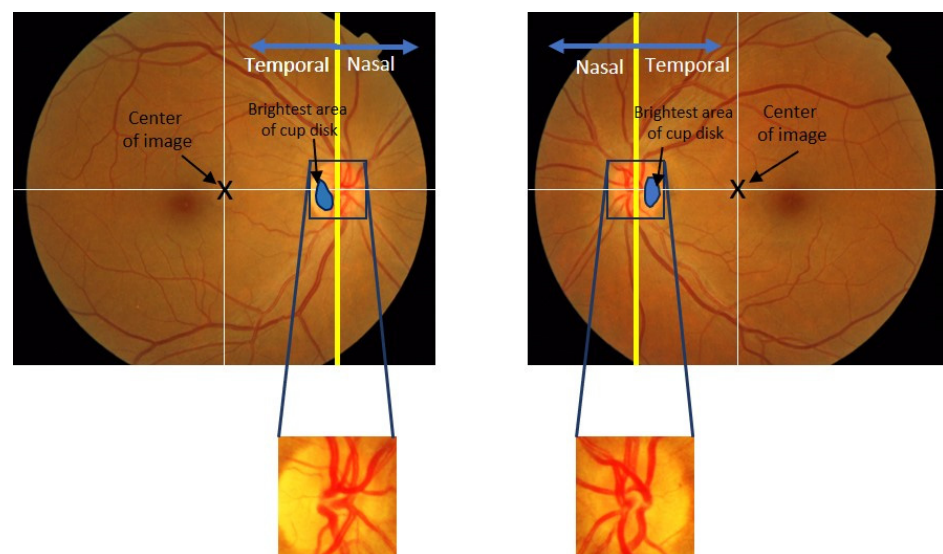 Temporal Nasal
Brightest area
of cup disk
Center
of image
X
Nasal Temporal
Brightest area
of cup disk
Center
of image
X